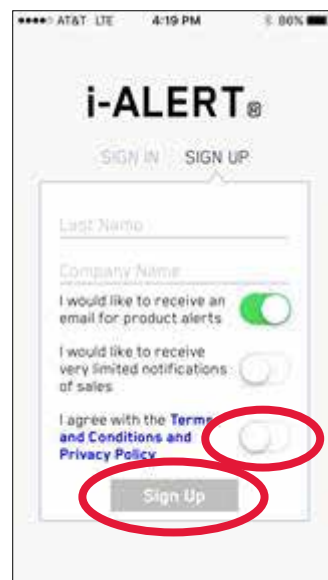 AT&T LTE 4:19 PM 80%
i-ALERT®
SIGN IN SIGN UP
Last Name
Company Name
I would like to receive an
email for product alerts
I would like to receive
very limited notifications
of sales
I agree with the Terms
and Conditions and
Privacy Policy
Sign Up